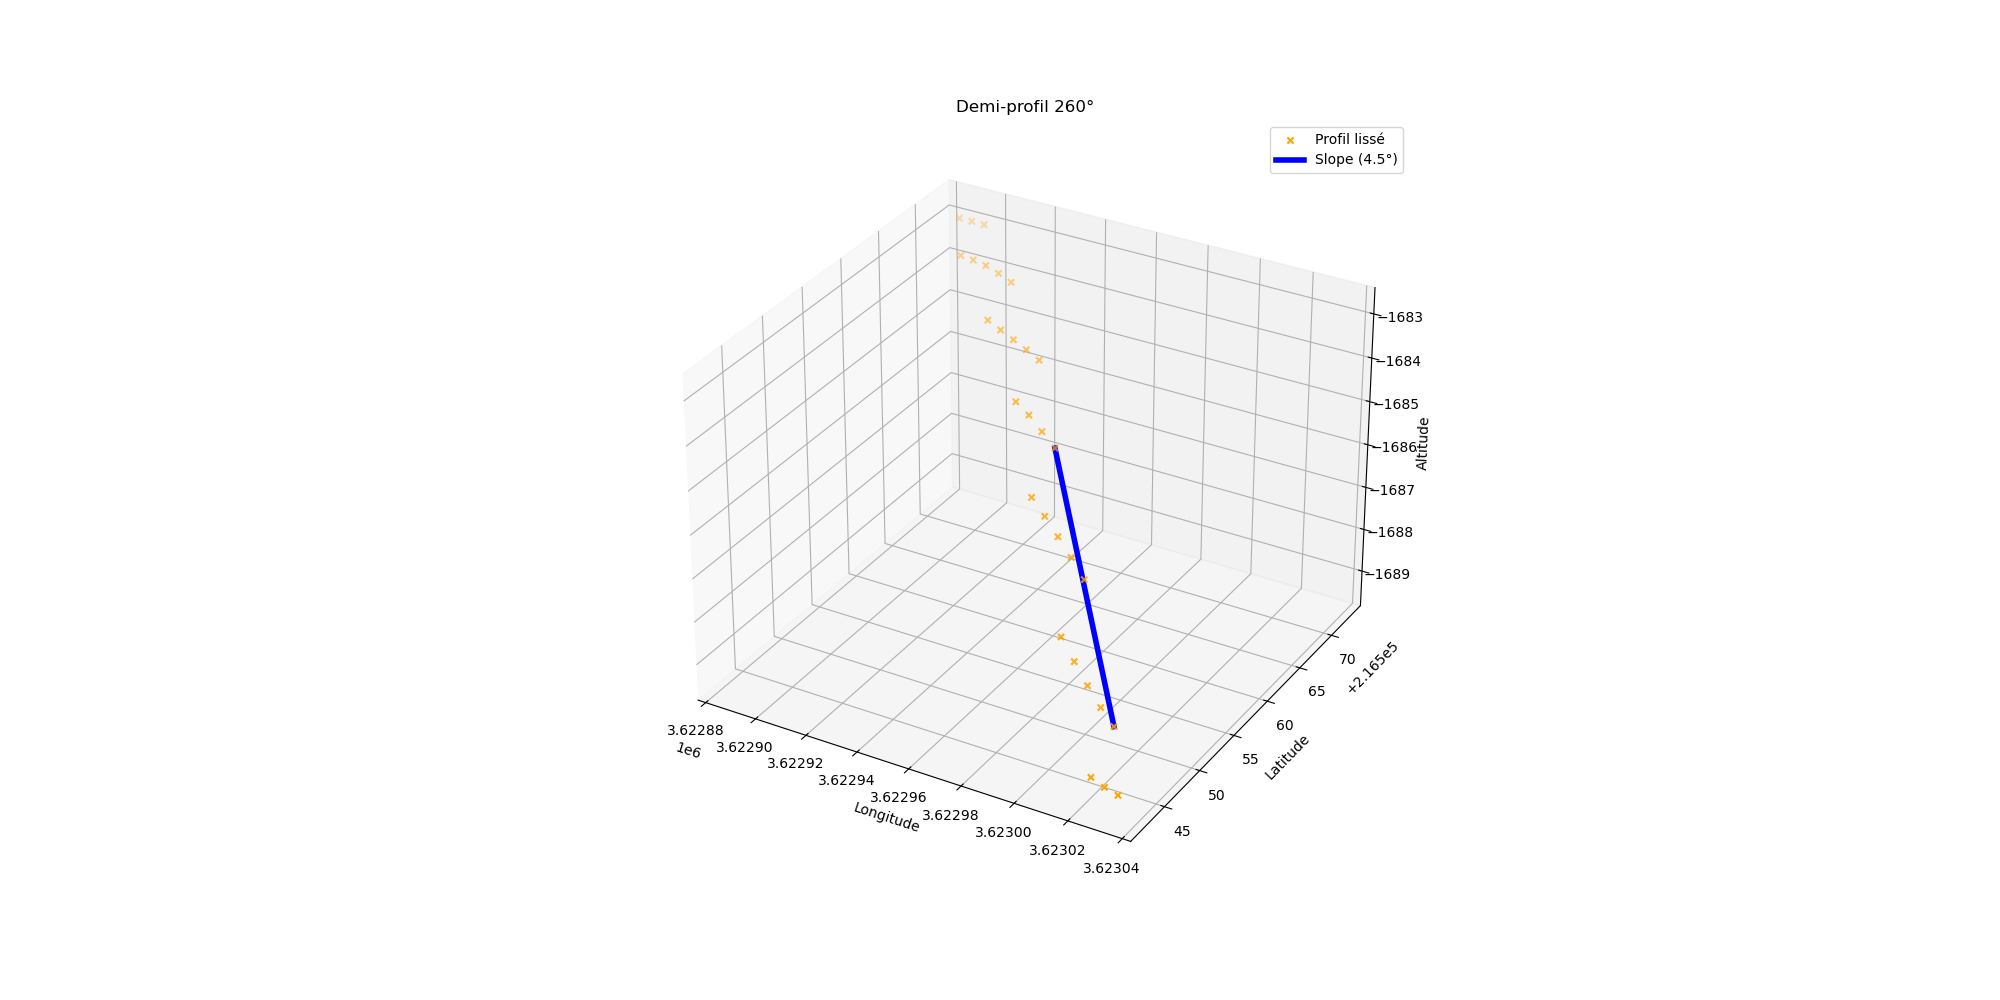 Demi-profil 260°
Profil lissé
Slope (4.5°)
−1683
−1684
−1685
−1686
−1687
−1688
−1689
Altitude
70
65
60
55
50
45
+2.165e5
Latitude
3.62288
3.62290
3.62292
3.62294
3.62296
3.62298
3.62300
3.62302
3.62304
1e6
Longitude